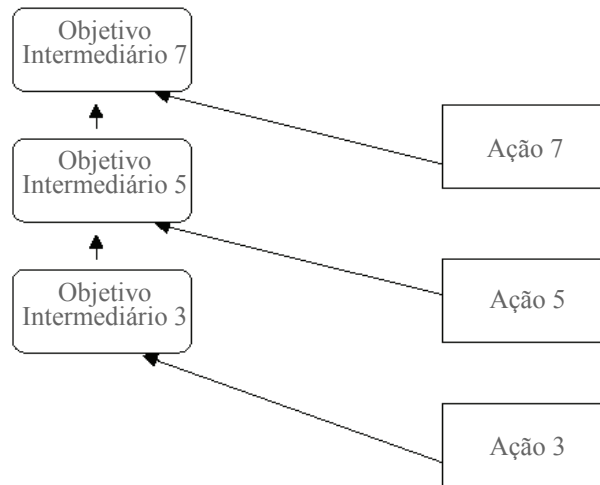 Objetivo
Intermediário 7
Ação 7
Objetivo
Intermediário 5
Ação 5
Objetivo
Intermediário 3
Ação 3